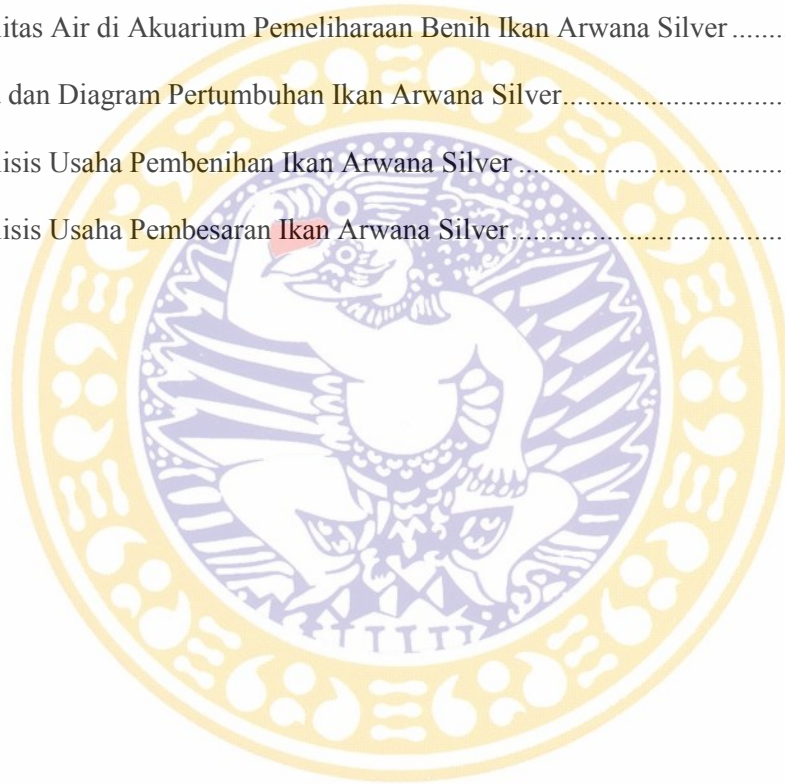 litas Air di Akuarium Pemeliharaan Benih Ikan Arwana Silver .......
dan Diagram Pertumbuhan Ikan Arwana Silver............................
isis Usaha Pembenihan Ikan Arwana Silver ..................................
isis Usaha Pembesaran Ikan Arwana Silver...................................